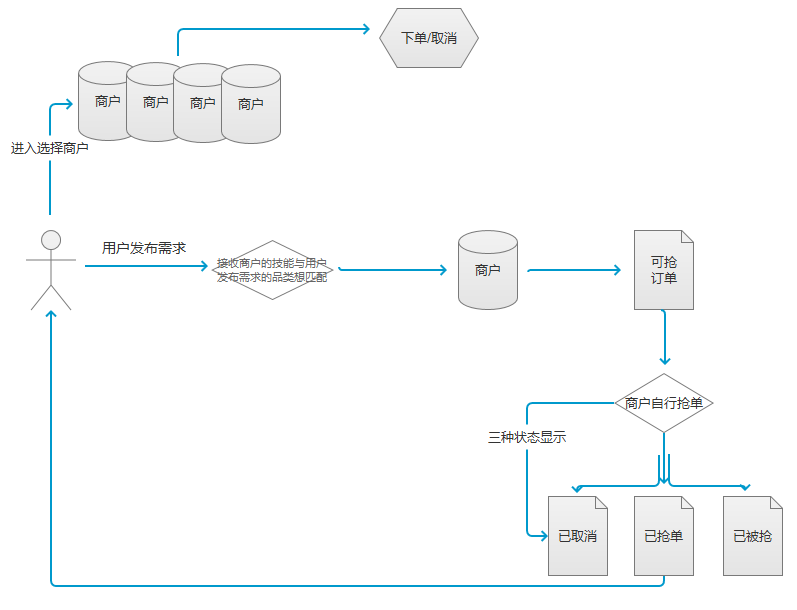 下单/取消
商户
商户
商户
商户
进入选择商户
用户发布需求
接收商户的技能与用户
发布需求的品类想匹配
商户
可抢
订单
商户自行抢单
三种状态显示
已取消
已抢单
已被抢